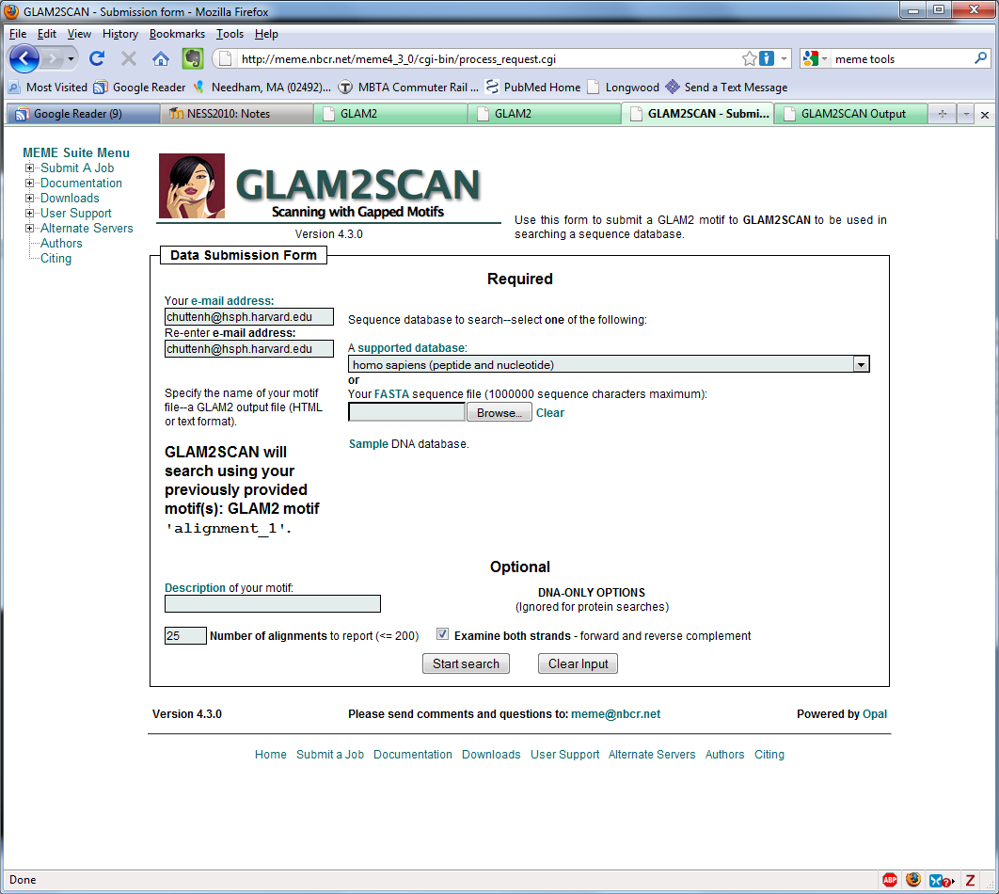 GLAM2SCAN - Submission form - Mozilla Firefox
File Edit View History Bookmarks Tools Help
http://meme.nbcr.net/meme4_3_0/cgi-bin/process_request.cgi
meme tools
Most Visited Google Reader Needham, MA (02492)... MBTA Commuter Rail ... PubMed Home Longwood Send a Text Message
Google Reader (9) NESS2010: Notes GLAM2 GLAM2 GLAM2SCAN - Submi... GLAM2SCAN Output
MEME Suite Menu
Submit A Job
Documentation
Downloads
User Support
Alternate Servers
Authors
Citing
GLAM2SCAN
Scanning with Gapped Motifs
Version 4.3.0
Use this form to submit a GLAM2 motif to GLAM2SCAN to be used in
searching a sequence database.
Data Submission Form
Required
Your e-mail address:
chuttenh@hsph.harvard.edu
Re-enter e-mail address:
chuttenh@hsph.harvard.edu
Sequence database to search--select one of the following:
A supported database:
homo sapiens (peptide and nucleotide)
or
Your FASTA sequence file (1000000 sequence characters maximum):
Browse... Clear
Sample DNA database.
Specify the name of your motif
file--a GLAM2 output file (HTML
or text format).
GLAM2SCAN will
search using your
previously provided
motif(s): GLAM2 motif
'alignment_1'.
Optional
Description of your motif:
DNA-ONLY OPTIONS
(Ignored for protein searches)
25 Number of alignments to report (<= 200)
Examine both strands - forward and reverse complement
Start search Clear Input
Version 4.3.0 Please send comments and questions to: meme@nbcr.net Powered by Opal
Home Submit a Job Documentation Downloads User Support Alternate Servers Authors Citing
Done
ABP